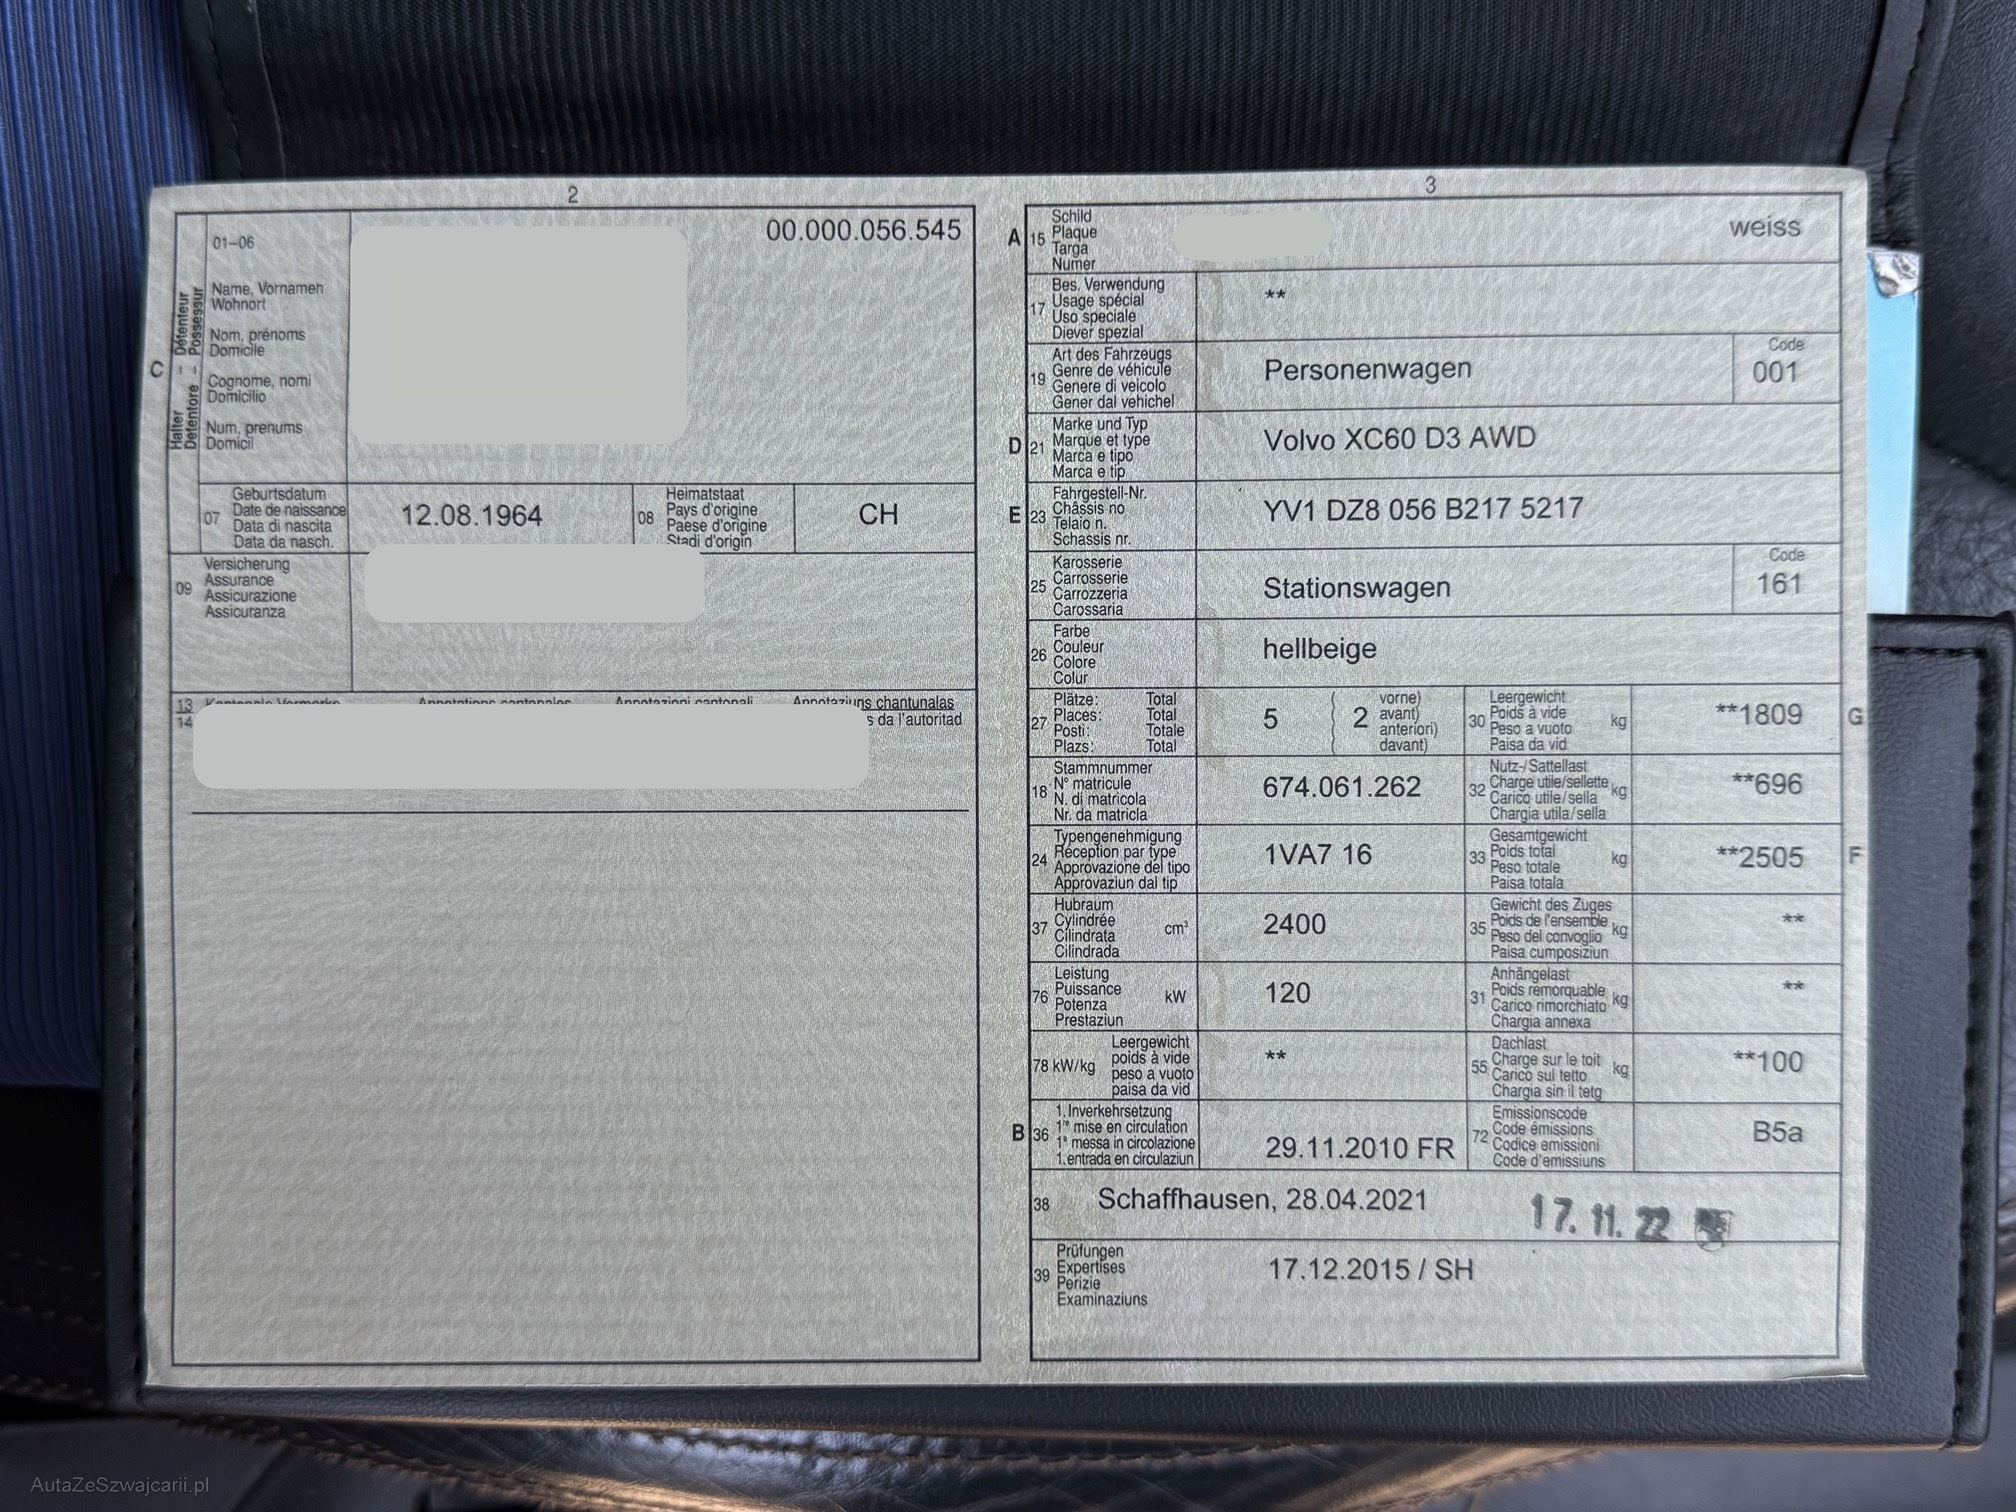 2
00.000.056.545
C
Halter – Détenteur
Detentore – Possessur
01–06
Name, Vornamen
Wohnort
Nom, prénoms
Domicile
Cognome, nomi
Domicilio
Num, prenums
Domicil
07
Geburtsdatum
Date de naissance
Data di nascita
Data da nasch.
12.08.1964
08
Heimatstaat
Pays d'origine
Paese d'origine
Stadi d'origin
CH
09
Versicherung
Assurance
Assicurazione
Assicuranza
13 Kantonale Vermerke Annotations cantonales Annotazioni cantonali Annotaziuns chantunalas
14 s da l'autoritad
3
A 15
Schild
Plaque
Targa
Numer
weiss
17
Bes. Verwendung
Usage spécial
Uso speciale
Diever spezial
**
19
Art des Fahrzeugs
Genre de véhicule
Genere di veicolo
Gener dal vehichel
Personenwagen
Code
001
D 21
Marke und Typ
Marque et type
Marca e tipo
Marca e tip
Volvo XC60 D3 AWD
E 23
Fahrgestell-Nr.
Châssis no
Telaio n.
Schassis nr.
YV1 DZ8 056 B217 5217
25
Karosserie
Carrosserie
Carrozzeria
Carossaria
Stationswagen
Code
161
26
Farbe
Couleur
Colore
Colur
hellbeige
27
Plätze: Total
Places: Total
Posti: Totale
Plazs: Total
5 ( 2 vorne)
avant)
anteriori)
( davant)
30
Leergewicht
Poids à vide
Peso a vuoto
Paisa da vid
kg
**1809
G
18
Stammnummer
N° matricule
N. di matricola
Nr. da matricla
674.061.262
32
Nutz-/Sattellast
Charge utile/sellette
Carico utile/sella
Chargia utila/sella
kg
**696
24
Typengenehmigung
Réception par type
Approvazione del tipo
Approvaziun dal tip
1VA7 16
33
Gesamtgewicht
Poids total
Peso totale
Paisa totala
kg
**2505
F
37
Hubraum
Cylindrée
Cilindrata
Cilindrada
cm³
2400
35
Gewicht des Zuges
Poids de l'ensemble
Peso del convoglio
Paisa cumposiziun
kg
**
76
Leistung
Puissance
Potenza
Prestaziun
kW
120
31
Anhängelast
Poids remorquable
Carico rimorchiato
Chargia annexa
kg
**
78 kW/kg
Leergewicht
poids à vide
peso a vuoto
paisa da vid
**
55
Dachlast
Charge sur le toit
Carico sul tetto
Chargia sin il tetg
kg
**100
B 36
1. Inverkehrsetzung
1re mise en circulation
1a messa in circolazione
1. entrada en circulaziun
29.11.2010 FR
72
Emissionscode
Code émissions
Codice emissioni
Code d'emissiuns
B5a
38
Schaffhausen, 28.04.2021
17. 11. 22
39
Prüfungen
Expertises
Perizie
Examinaziuns
17.12.2015 / SH
AutaZeSzwajcarii.pl